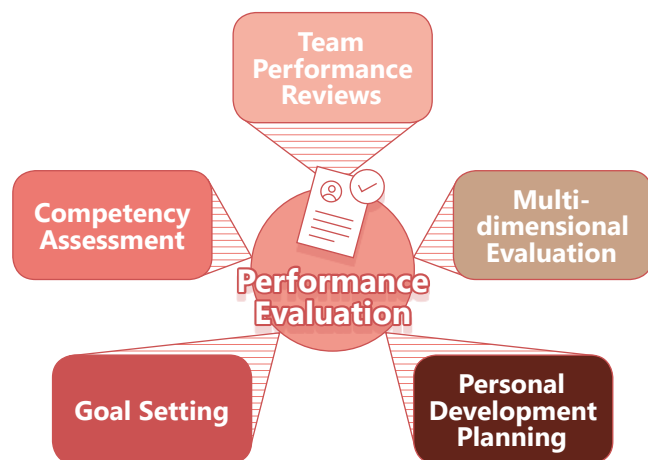 Team
Performance
Reviews
Competency
Assessment
Multi-
dimensional
Evaluation
Performance
Evaluation
Goal Setting
Personal
Development
Planning